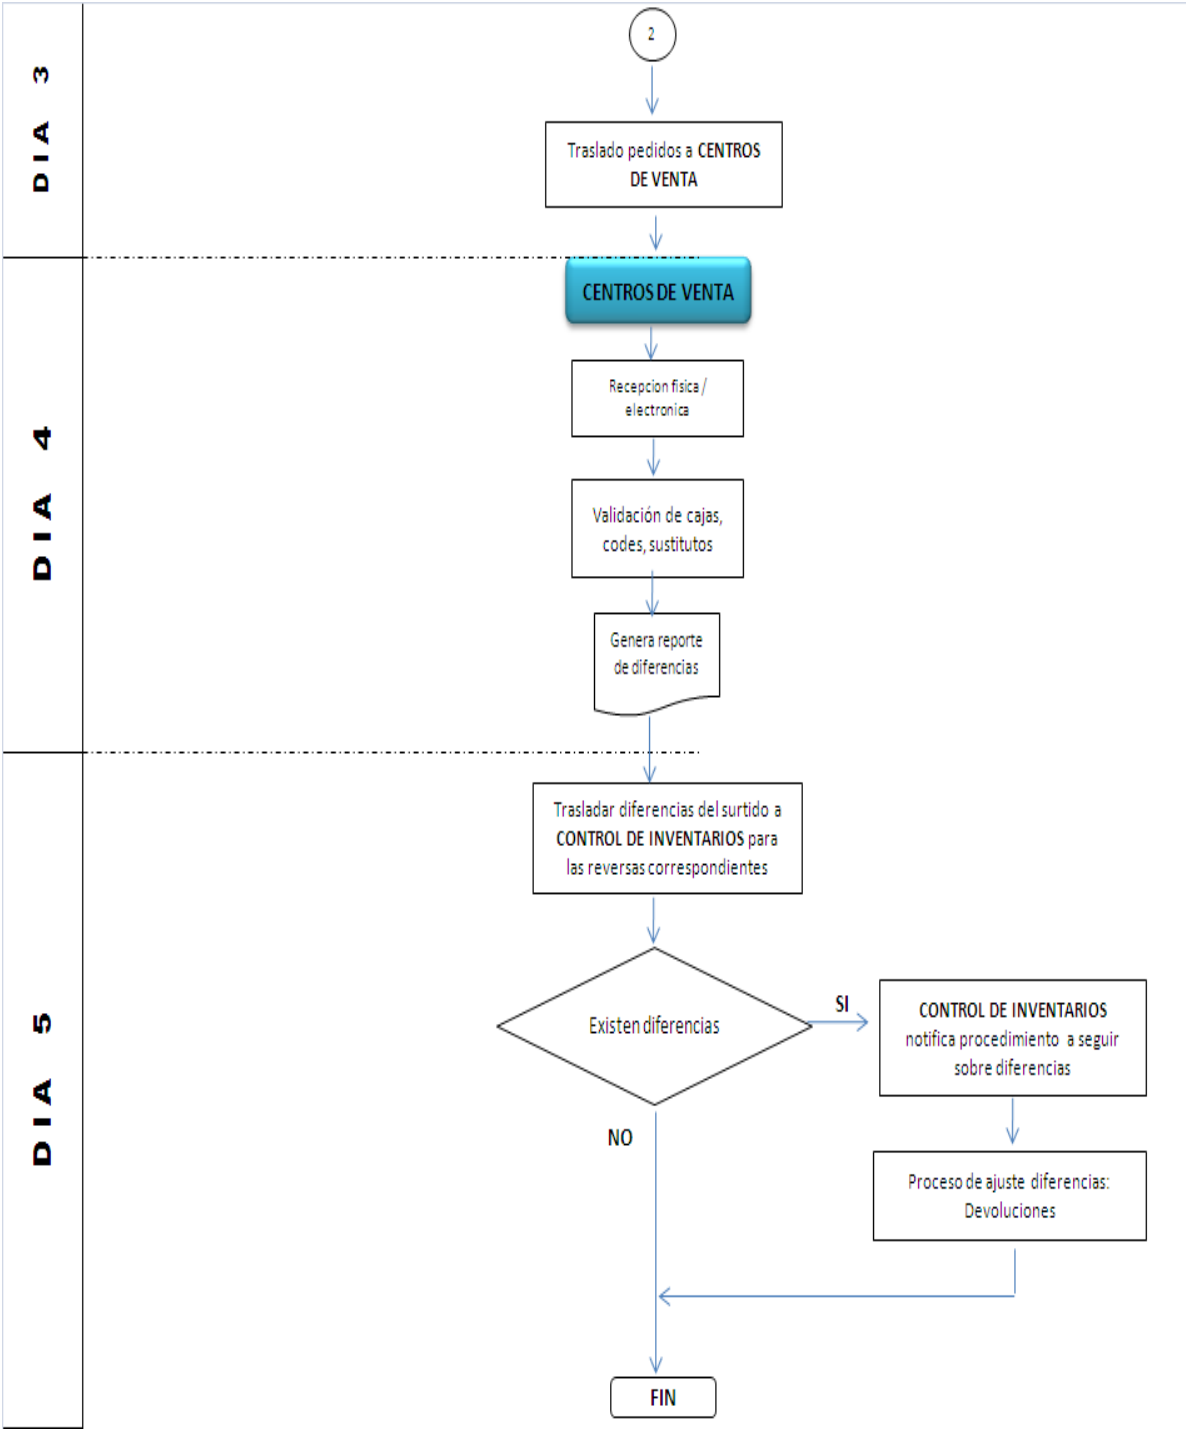 DIA 3
2
Traslado pedidos a CENTROS
DE VENTA
DIA 4
CENTROS DE VENTA
Recepcion fisica /
electronica
Validación de cajas,
codes, sustitutos
Genera reporte
de diferencias
DIA 5
Trasladar diferencias del surtido a
CONTROL DE INVENTARIOS para
las reversas correspondientes
Existen diferencias
SI
CONTROL DE INVENTARIOS
notifica procedimiento a seguir
sobre diferencias
NO
Proceso de ajuste diferencias:
Devoluciones
FIN